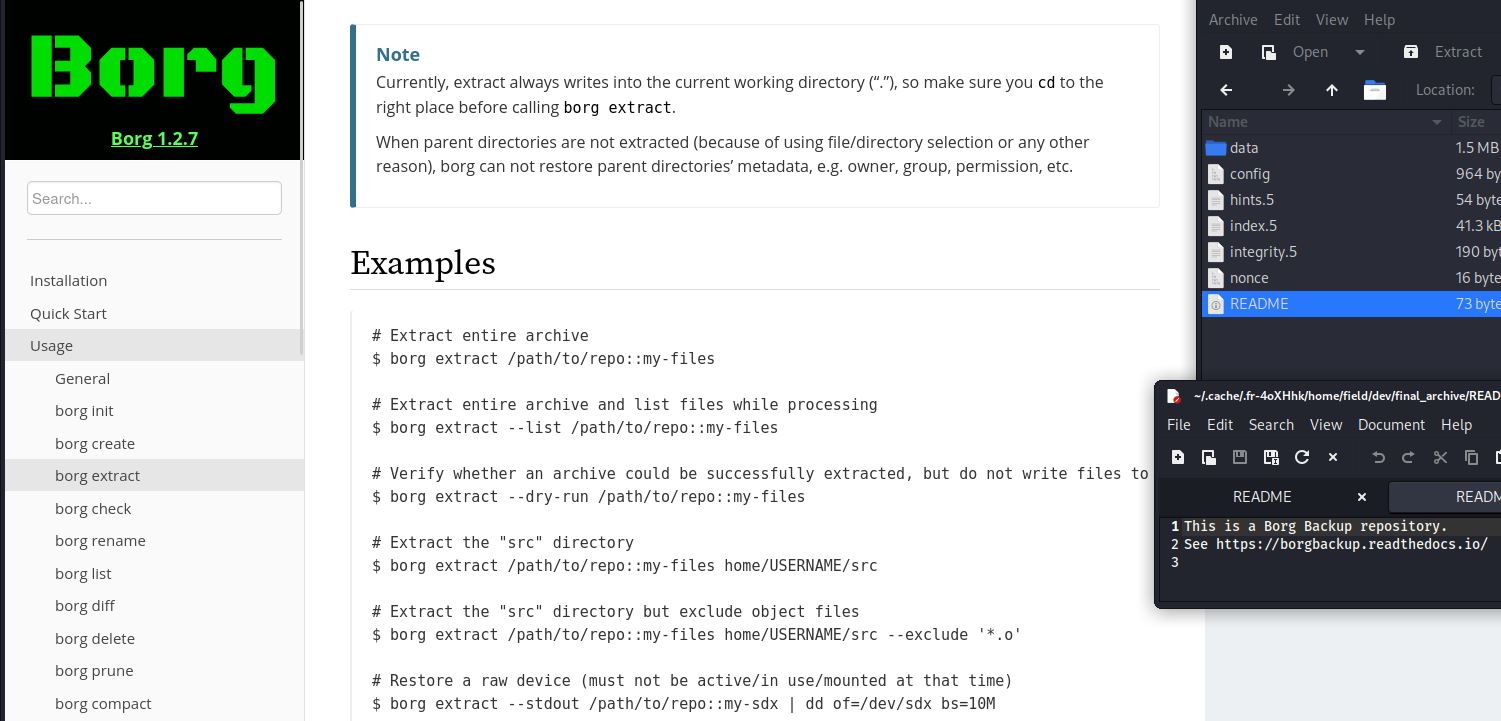 Borg
Borg 1.2.7
Search...
Installation
Quick Start
Usage
General
borg init
borg create
borg extract
borg check
borg rename
borg list
borg diff
borg delete
borg prune
borg compact
Note
Currently, extract always writes into the current working directory (“.”), so make sure you cd to the
right place before calling borg extract.
When parent directories are not extracted (because of using file/directory selection or any other
reason), borg can not restore parent directories’ metadata, e.g. owner, group, permission, etc.
Examples
# Extract entire archive
$ borg extract /path/to/repo::my-files
# Extract entire archive and list files while processing
$ borg extract --list /path/to/repo::my-files
# Verify whether an archive could be successfully extracted, but do not write files to
$ borg extract --dry-run /path/to/repo::my-files
# Extract the "src" directory
$ borg extract /path/to/repo::my-files home/USERNAME/src
# Extract the "src" directory but exclude object files
$ borg extract /path/to/repo::my-files home/USERNAME/src --exclude '*.o'
# Restore a raw device (must not be active/in use/mounted at that time)
$ borg extract --stdout /path/to/repo::my-sdx | dd of=/dev/sdx bs=10M
Archive Edit View Help
Open Extract
Location:
Name Size
data 1.5 MB
config 964 by
hints.5 54 byte
index.5 41.3 kB
integrity.5 190 byt
nonce 16 byte
README 73 byte
~/.cache/.fr-4oXHhk/home/field/dev/final_archive/READ
File Edit Search View Document Help
README READM
1 This is a Borg Backup repository.
2 See https://borgbackup.readthedocs.io/
3